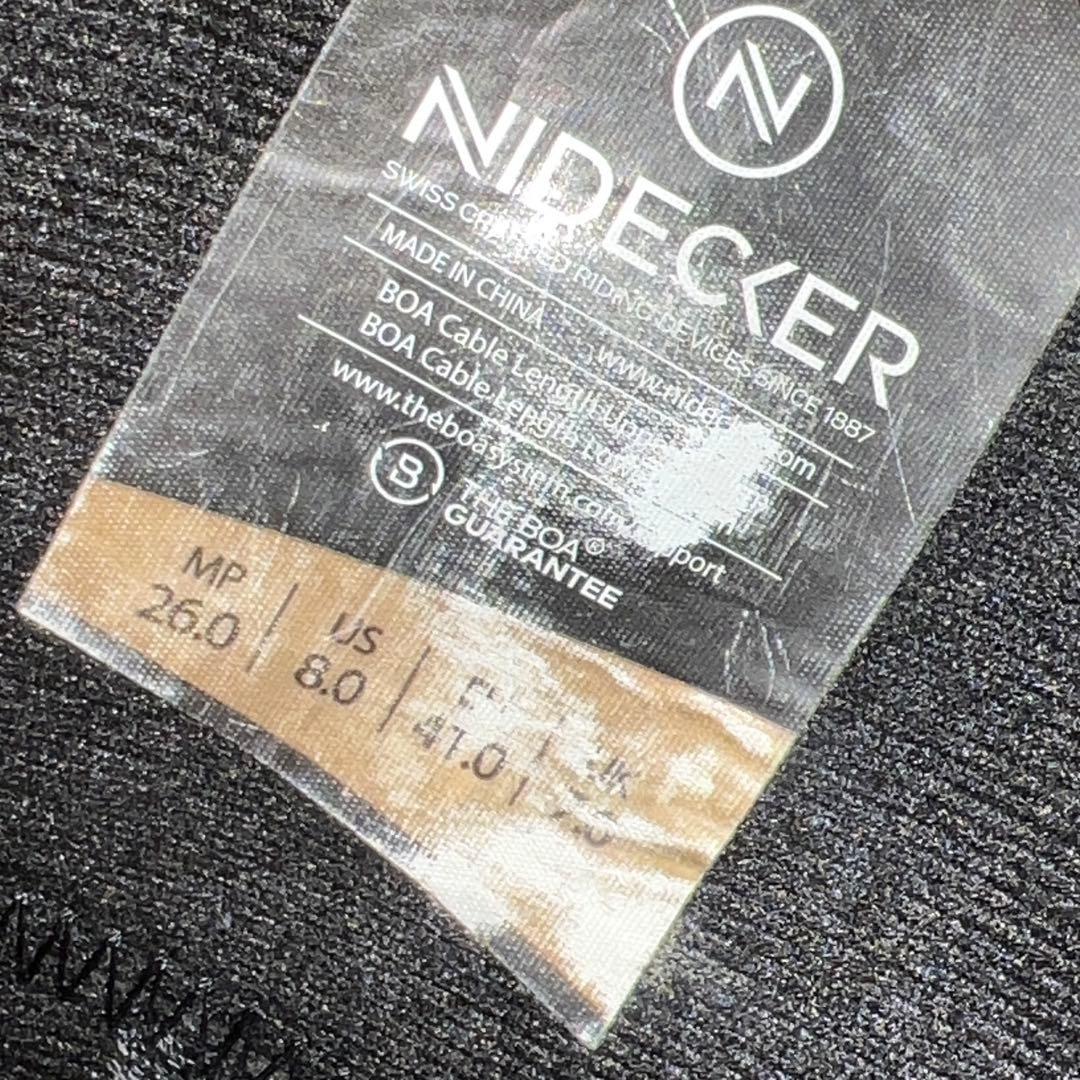 N
NIDECKER
SWISS CRAFTED RIDING DEVICES SINCE 1887
MADE IN CHINA
BOA Cable Length
BOA Cable Length
www.theboasystem.com
THE BOA®
GUARANTEE
B
MP US
26.0 8.0 41.0